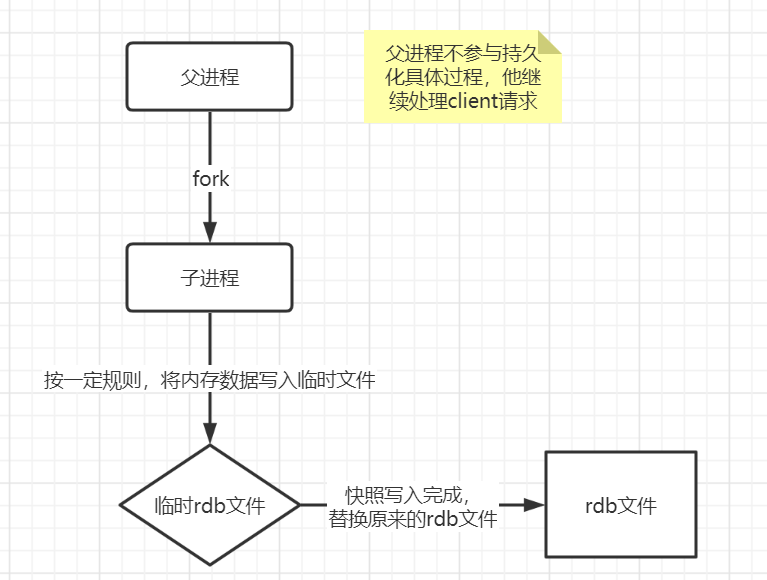 父进程
父进程不参与持久
化具体过程，他继
续处理client请求
fork
子进程
按一定规则，将内存数据写入临时文件
临时rdb文件
快照写入完成，
替换原来的rdb文件
rdb文件